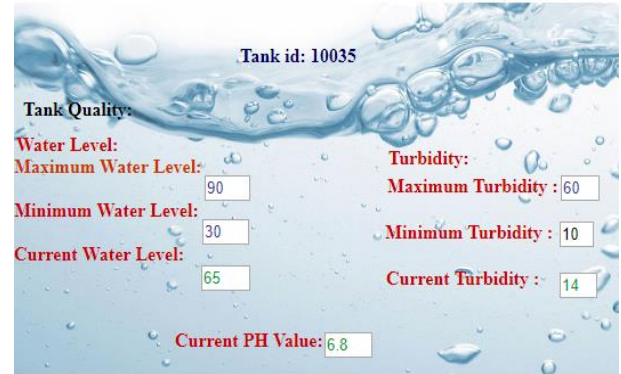 Tank id: 10035
Tank Quality:
Water Level:
Maximum Water Level:
90
Minimum Water Level:
30
Current Water Level:
65
Turbidity:
Maximum Turbidity : 60
Minimum Turbidity : 10
Current Turbidity : 14
Current PH Value: 6.8